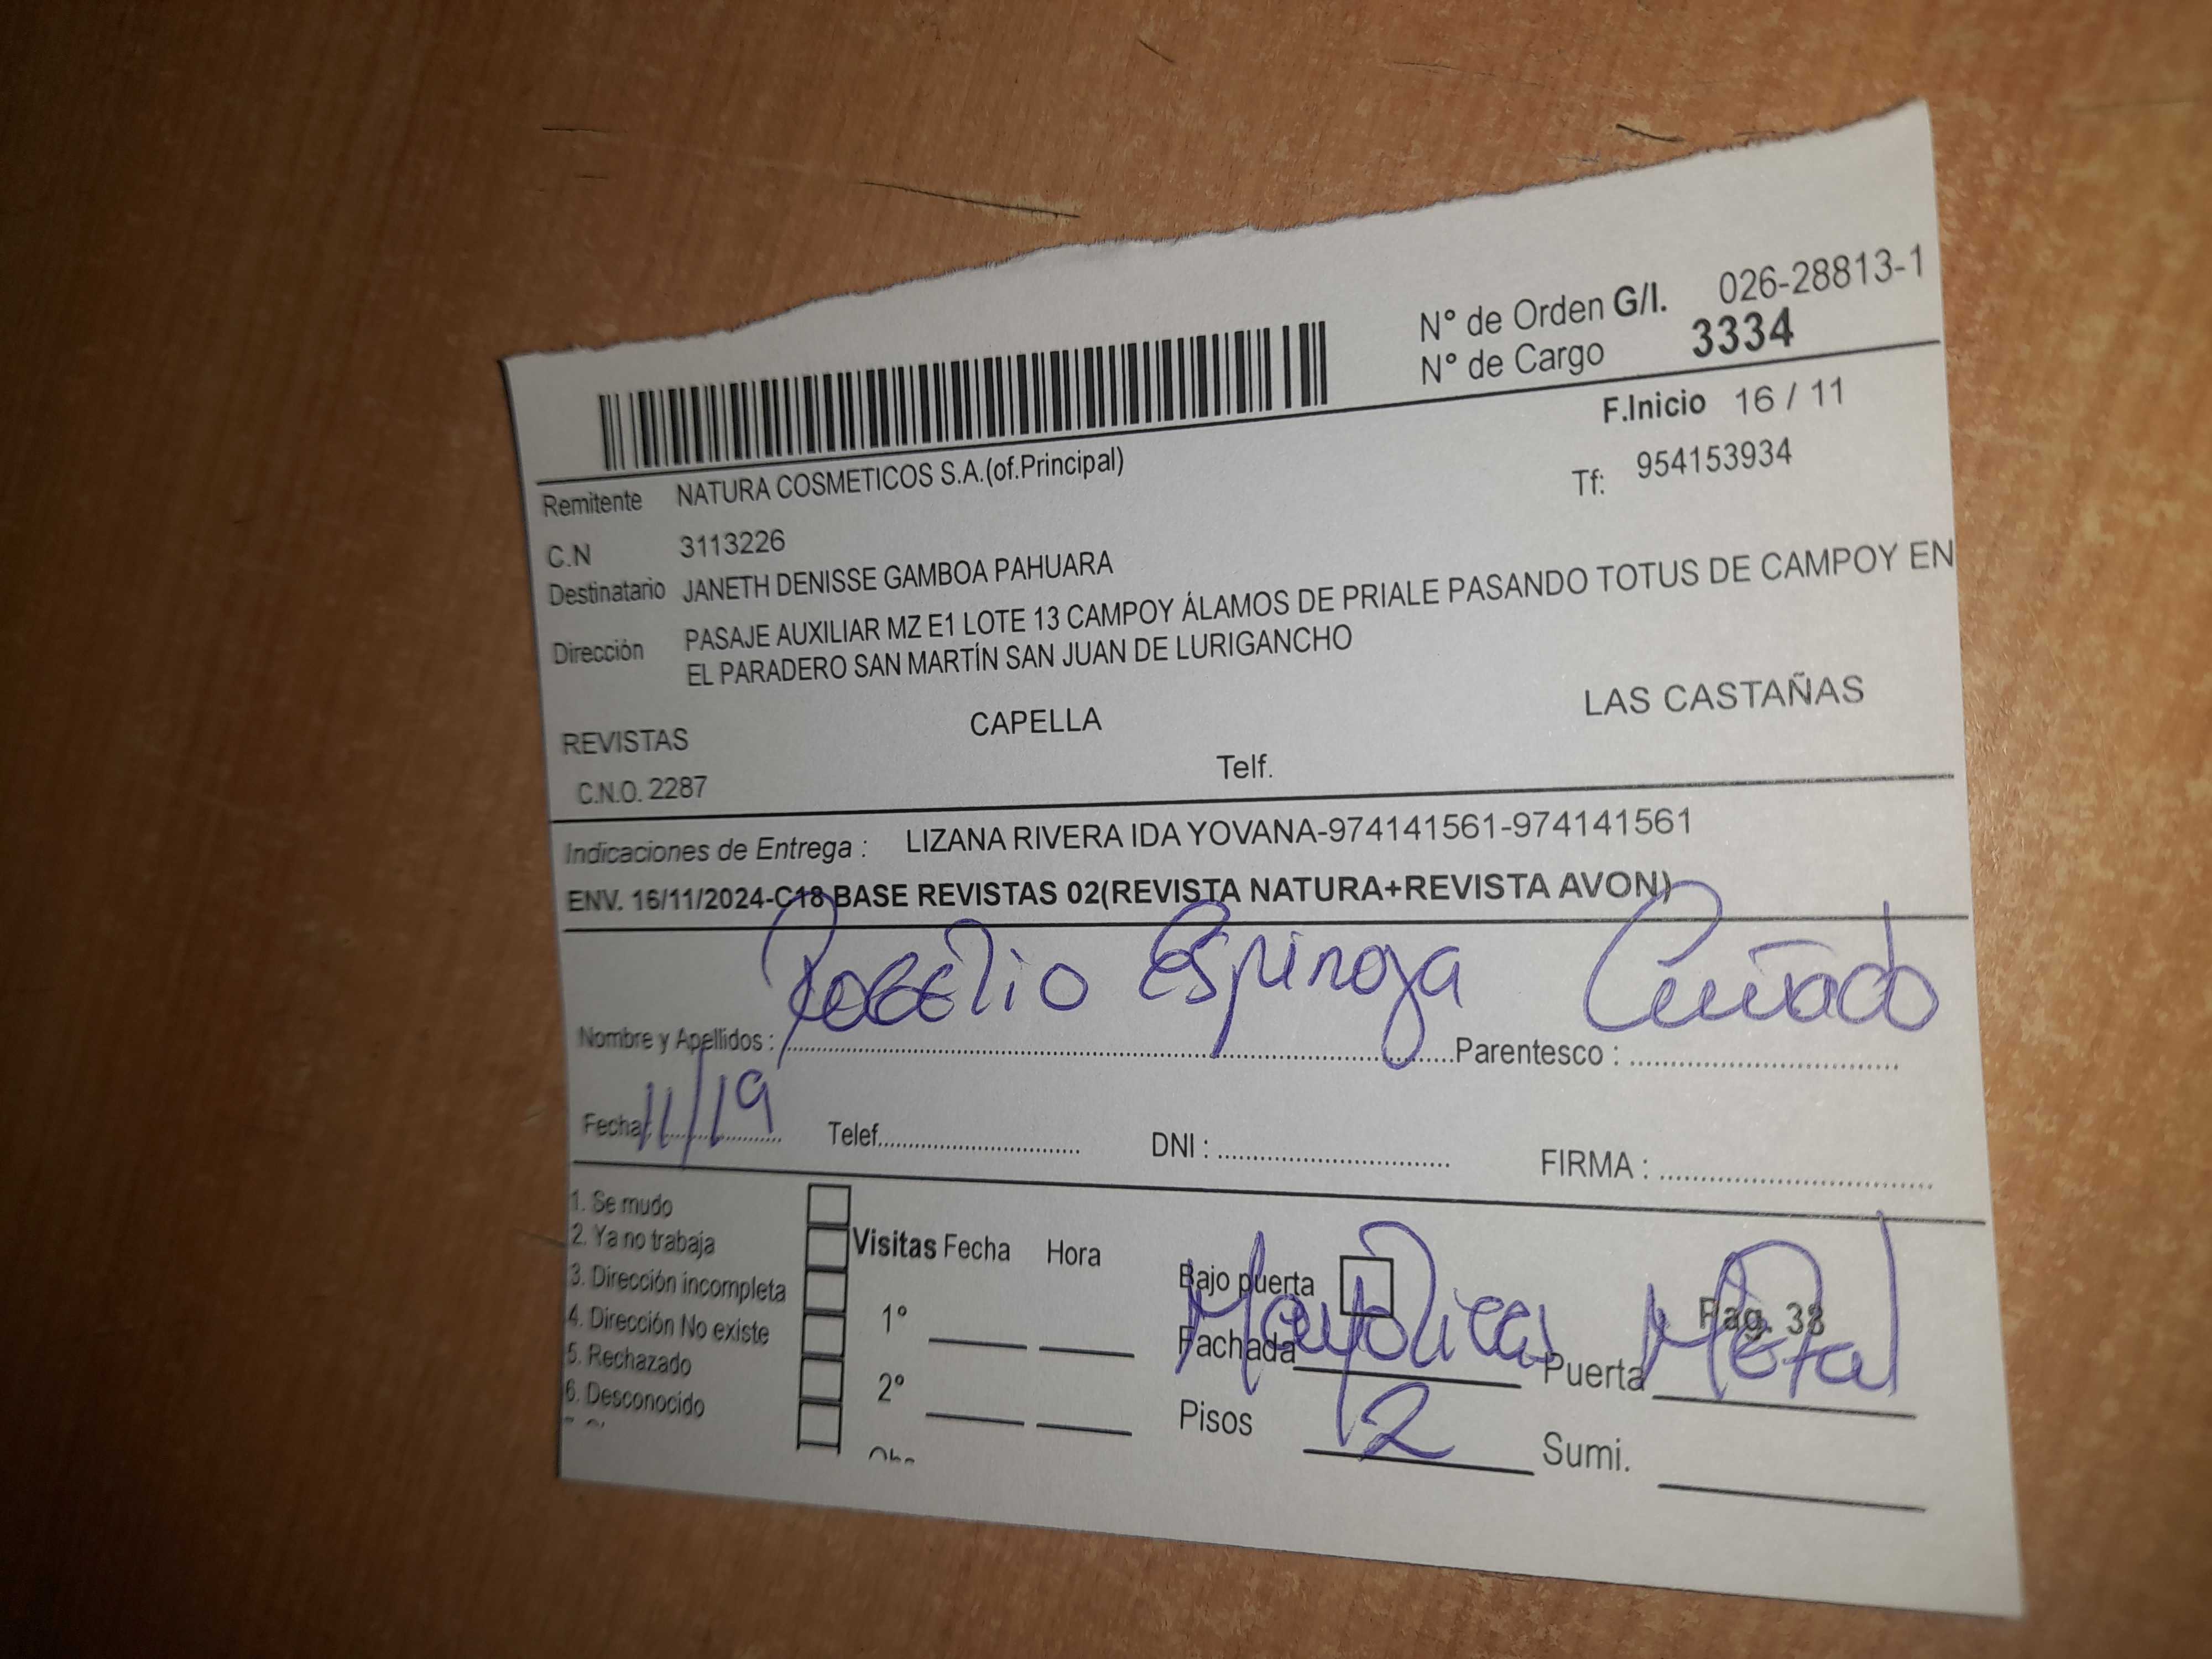 N° de Orden G/I. 026-28813-1
N° de Cargo 3334
F.Inicio 16 / 11
Remitente NATURA COSMETICOS S.A.(of.Principal) Tf: 954153934
C.N 3113226
Destinatario JANETH DENISSE GAMBOA PAHUARA
Dirección PASAJE AUXILIAR MZ E1 LOTE 13 CAMPOY ÁLAMOS DE PRIALE PASANDO TOTUS DE CAMPOY EN
EL PARADERO SAN MARTÍN SAN JUAN DE LURIGANCHO
REVISTAS CAPELLA LAS CASTAÑAS
C.N.O. 2287 Telf.
Indicaciones de Entrega : LIZANA RIVERA IDA YOVANA-974141561-974141561
ENV. 16/11/2024-C18 BASE REVISTAS 02(REVISTA NATURA+REVISTA AVON)
Nombre y Apellidos : Espinoza Parentesco : Cuñado
Fecha: 11/19 Telef. DNI : FIRMA :
1. Se mudo
2. Ya no trabaja
3. Dirección incompleta
4. Dirección No existe
5. Rechazado
6. Desconocido
Visitas Fecha Hora
1°
2°
Bajo puerta
Pag. 38
Fachada Mayolicas Puerta Metal
Pisos 2 Sumi.